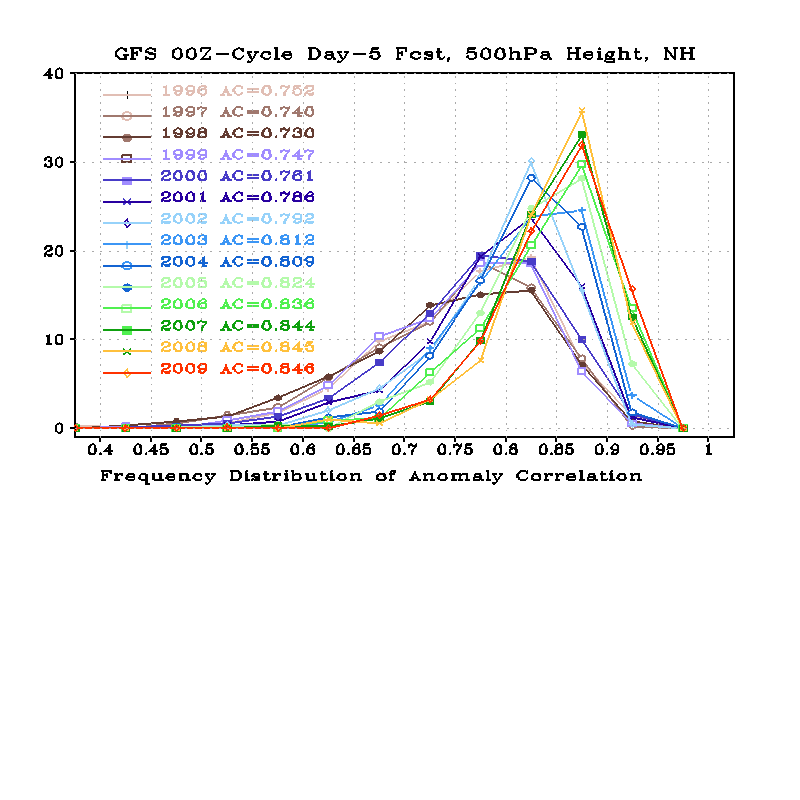 GFS 00Z-Cycle Day-5 Fcst, 500hPa Height, NH
40
30
20
10
0
1996 AC=0.752
1997 AC=0.740
1998 AC=0.730
1999 AC=0.747
2000 AC=0.761
2001 AC=0.786
2002 AC=0.792
2003 AC=0.812
2004 AC=0.809
2005 AC=0.824
2006 AC=0.836
2007 AC=0.844
2008 AC=0.845
2009 AC=0.846
0.4 0.45 0.5 0.55 0.6 0.65 0.7 0.75 0.8 0.85 0.9 0.95 1
Frequency Distribution of Anomaly Correlation